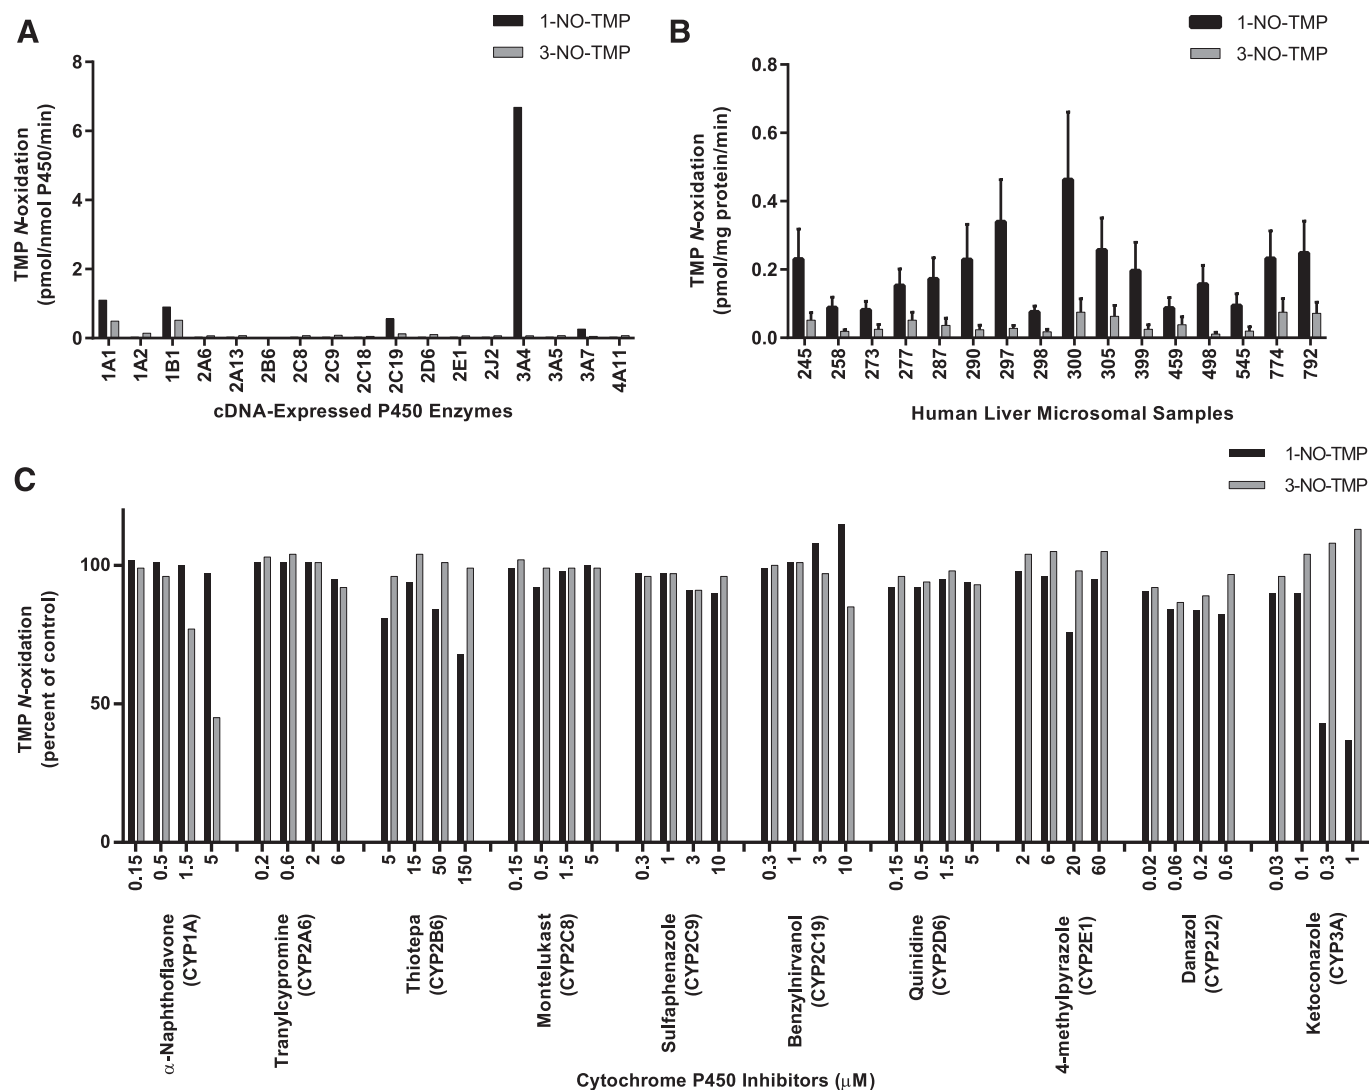 A
1-NO-TMP
3-NO-TMP
TMP N-oxidation
(pmol/nmol P450/min)
8
6
4
2
0
1A1 1A2 1B1 2A6 2A13 2B6 2C8 2C9 2C18 2C19 2D6 2E1 2J2 3A4 3A5 3A7 4A11
cDNA-Expressed P450 Enzymes
B
1-NO-TMP
3-NO-TMP
TMP N-oxidation
(pmol/mg protein/min)
0.8
0.6
0.4
0.2
0.0
245 258 273 277 287 290 297 298 300 305 399 459 498 545 774 792
Human Liver Microsomal Samples
C
1-NO-TMP
3-NO-TMP
TMP N-oxidation
(percent of control)
100
50
0
0.15 0.5 1.5 5 0.2 0.6 2 6 5 15 50 150 0.15 0.5 1.5 5 0.3 1 3 10 0.3 1 3 10 0.15 0.5 1.5 5 2 6 20 60 0.02 0.06 0.2 0.6 0.03 0.1 0.3 1
α-Naphthoflavone
(CYP1A)
Tranylcypromine
(CYP2A6)
Thiotepa
(CYP2B6)
Montelukast
(CYP2C8)
Sulfaphenazole
(CYP2C9)
Benzylnirvanol
(CYP2C19)
Quinidine
(CYP2D6)
4-methylpyrazole
(CYP2E1)
Danazol
(CYP2J2)
Ketoconazole
(CYP3A)
Cytochrome P450 Inhibitors (μM)